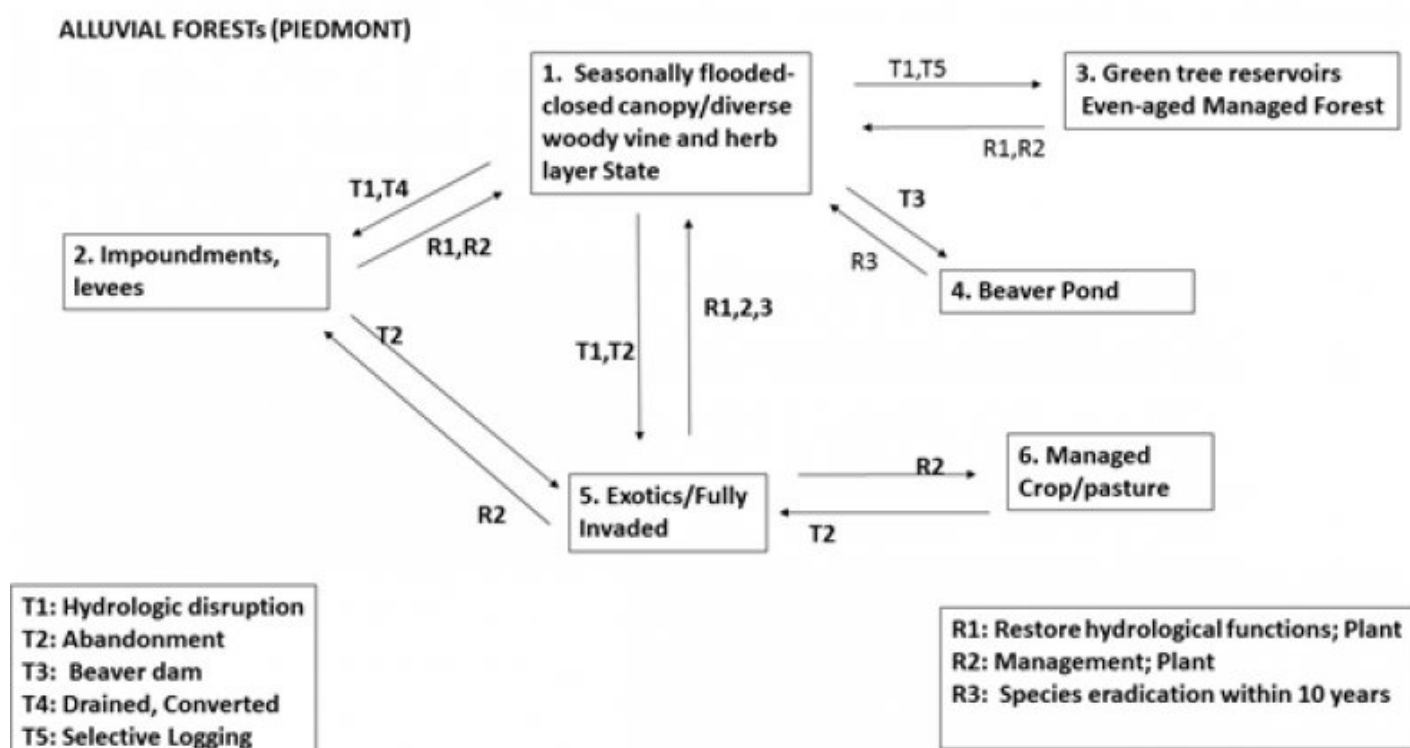 ALLUVIAL FORESTs (PIEDMONT)
1. Seasonally flooded-
closed canopy/diverse
woody vine and herb
layer State
T1,T5
3. Green tree reservoirs
Even-aged Managed Forest
R1,R2
T1,T4
T3
R1,R2
R3
2. Impoundments,
levees
4. Beaver Pond
R1,2,3
T2
T1,T2
6. Managed
Crop/pasture
R2
5. Exotics/Fully
Invaded
R2
T2
T1: Hydrologic disruption
T2: Abandonment
T3: Beaver dam
T4: Drained, Converted
T5: Selective Logging
R1: Restore hydrological functions; Plant
R2: Management; Plant
R3: Species eradication within 10 years